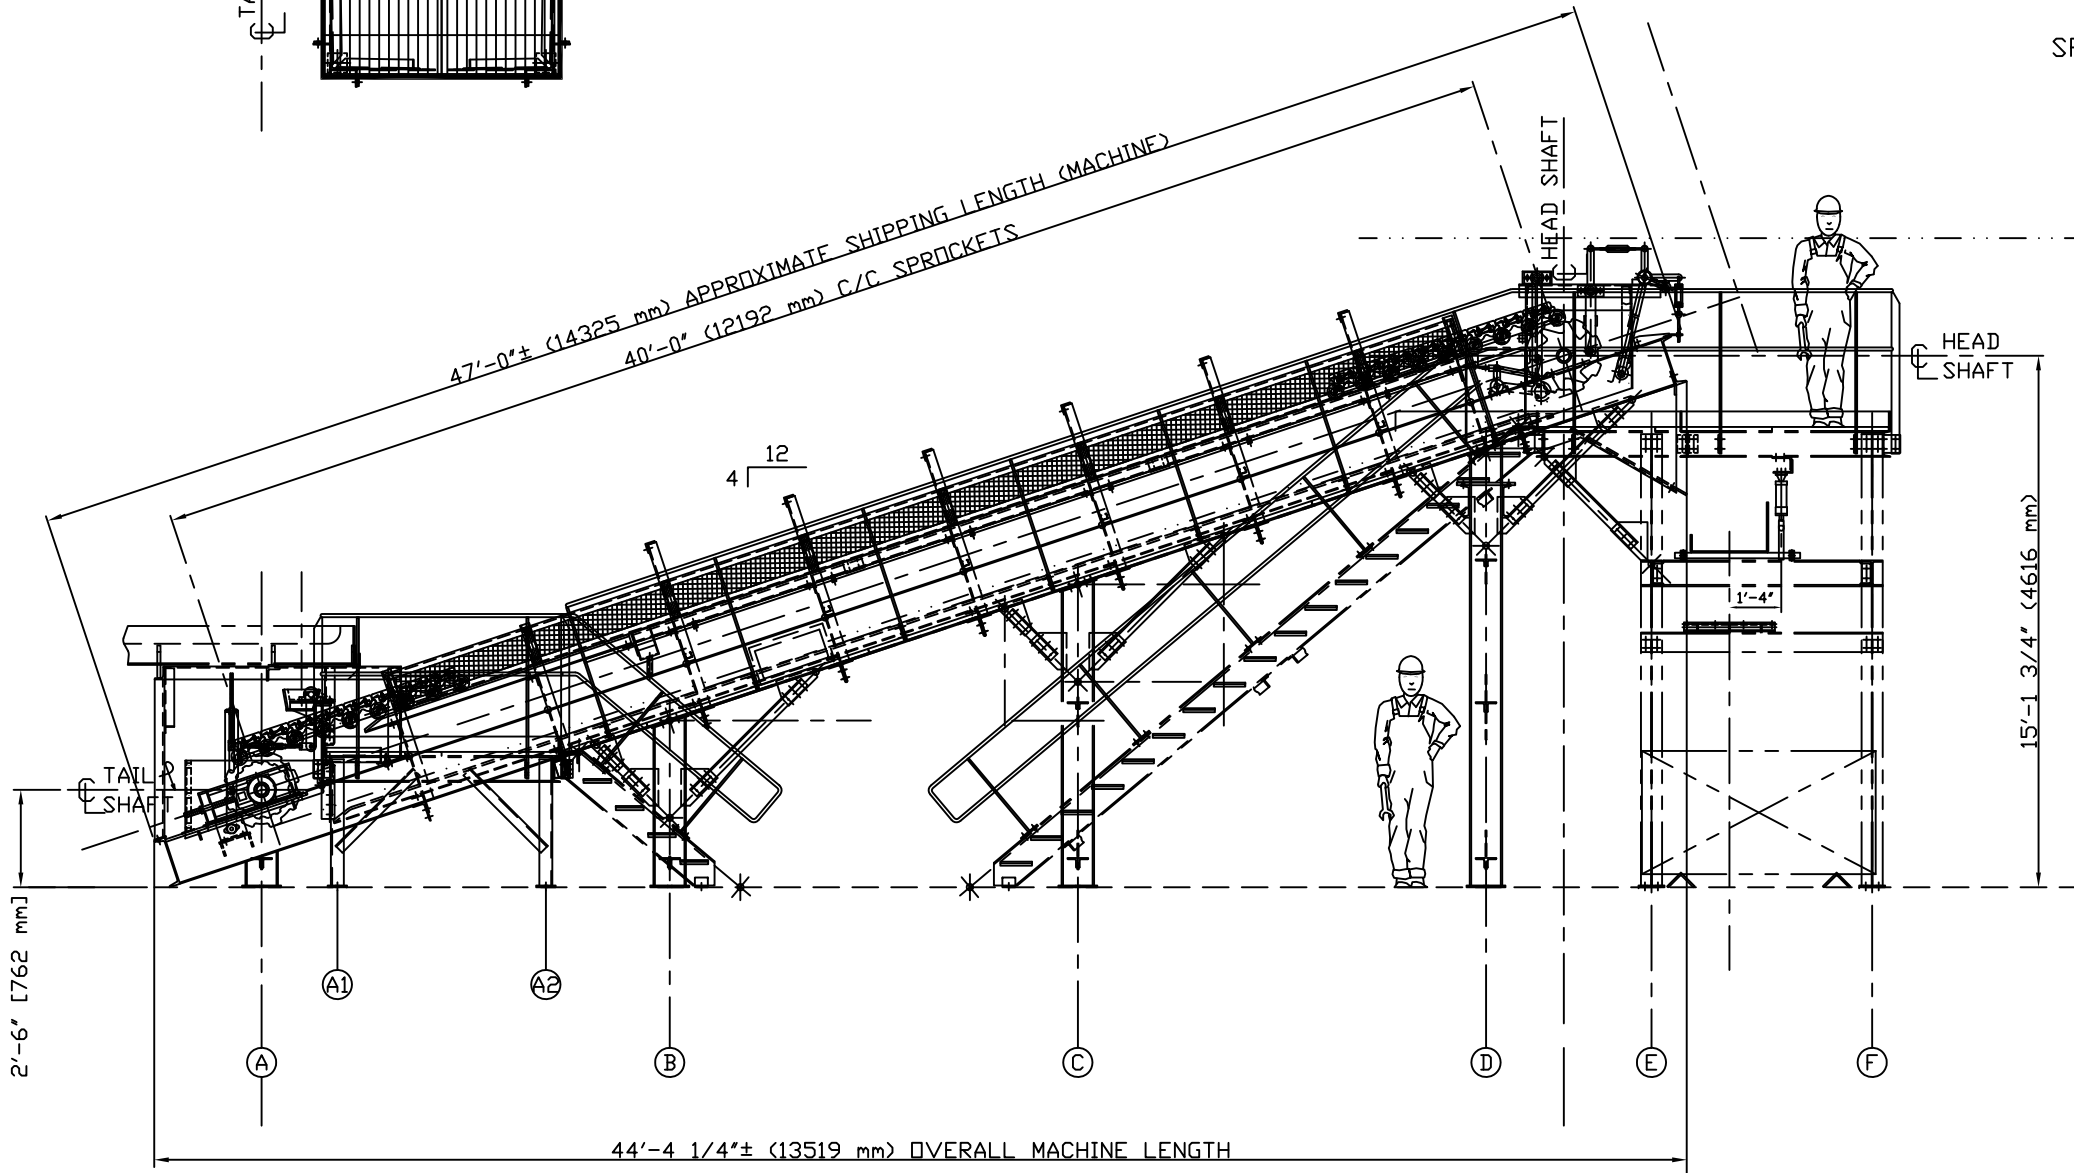 TA
SP
47'-0"± (14325 mm) APPROXIMATE SHIPPING LENGTH (MACHINE)
40'-0" (12192 mm) C/C SPROCKETS
HEAD SHAFT
HEAD
SHAFT
12
4
1'-4"
15'-1 3/4" (4616 mm)
TAIL
SHAFT
2'-6" [762 mm]
A1
A2
A
B
C
D
E
F
44'-4 1/4"± (13519 mm) OVERALL MACHINE LENGTH